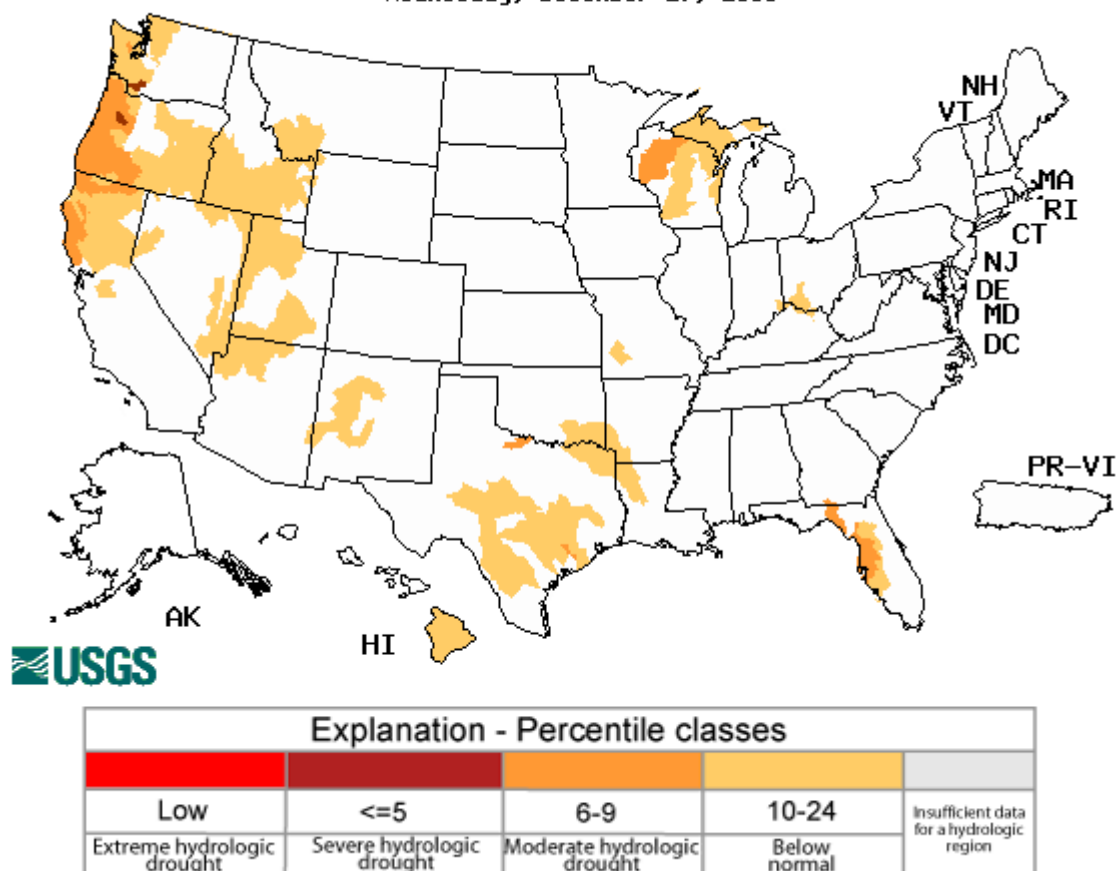 NH
VT
MA
RI
CT
NJ
DE
MD
DC
PR-VI
AK
HI
USGS
Explanation - Percentile classes
Low <=5 6-9 10-24 Insufficient data for a hydrologic region
Extreme hydrologic drought Severe hydrologic drought Moderate hydrologic drought Below normal